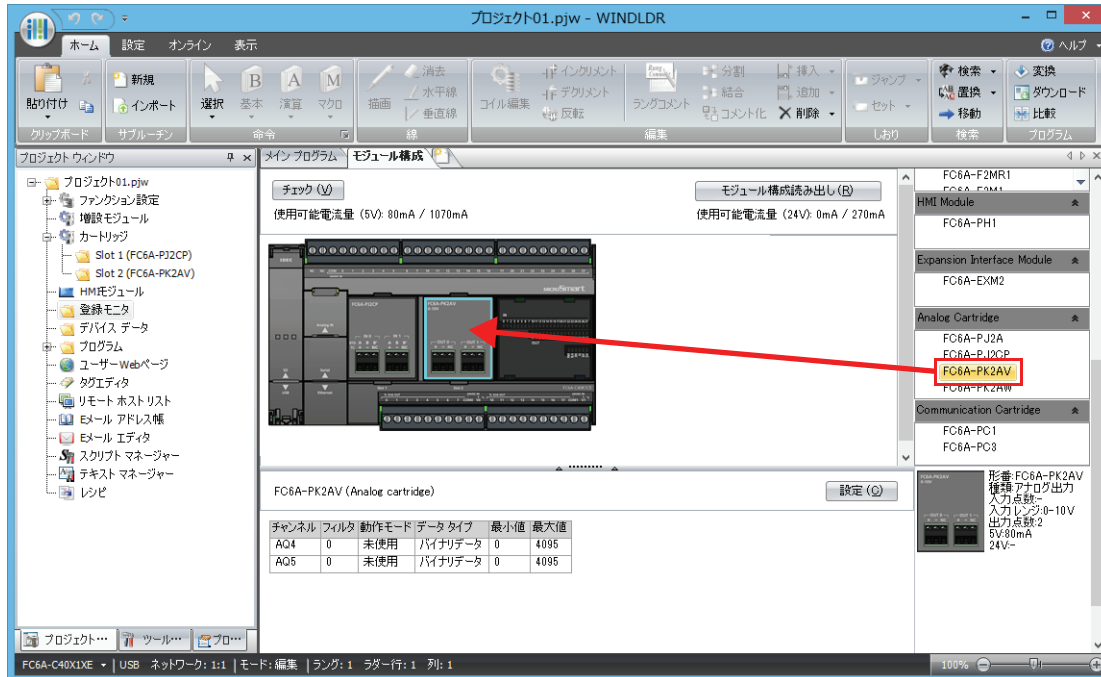 プロジェクト01.pjw - WINDLDR
ホーム 設定 オンライン 表示
ヘルプ
貼り付け
新規
インポート
選択
基本
演算
マクロ
描画
消去
水平線
垂直線
コイル編集
インクリメント
デクリメント
反転
ラングコメント
分割
結合
コメント化
挿入
追加
削除
ジャンプ
セット
検索
置換
移動
変換
ダウンロード
比較
クリップボード サブルーチン 命令 線 編集 しおり 検索 プログラム
プロジェクト ウィンドウ
メイン プログラム モジュール構成
プロジェクト01.pjw
ファンクション設定
増設モジュール
カートリッジ
Slot 1 (FC6A-PJ2CP)
Slot 2 (FC6A-PK2AV)
HMIモジュール
登録モニタ
デバイス データ
プログラム
ユーザーWebページ
タグエディタ
リモート ホスト リスト
Eメール アドレス帳
Eメール エディタ
スクリプト マネージャー
テキスト マネージャー
レシピ
プロジェクト… ツール… プロ…
チェック (V)
モジュール構成読み出し(R)
使用可能電流量 (5V): 80mA / 1070mA
使用可能電流量 (24V): 0mA / 270mA
FC6A-PJ2CP
FC6A-PK2AV
0-10V
MICROSmart
FC6A-PK2AV (Analog cartridge)
設定 (O)
チャンネル フィルタ 動作モード データ タイプ 最小値 最大値
AQ4 0 未使用 バイナリデータ 0 4095
AQ5 0 未使用 バイナリデータ 0 4095
FC6A-F2MR1
FC6A-F2M1
HMI Module
FC6A-PH1
Expansion Interface Module
FC6A-EXM2
Analog Cartridge
FC6A-PJ2A
FC6A-PJ2CP
FC6A-PK2AV
FC6A-PK2AW
Communication Cartridge
FC6A-PC1
FC6A-PC3
形番:FC6A-PK2AV
種類:アナログ出力
入力点数:-
入力レンジ:0-10V
出力点数:2
5V:80mA
24V:-
FC6A-C40X1XE USB ネットワーク: 1:1 モード: 編集 ラング: 1 ラダー行: 1 列: 1
100%